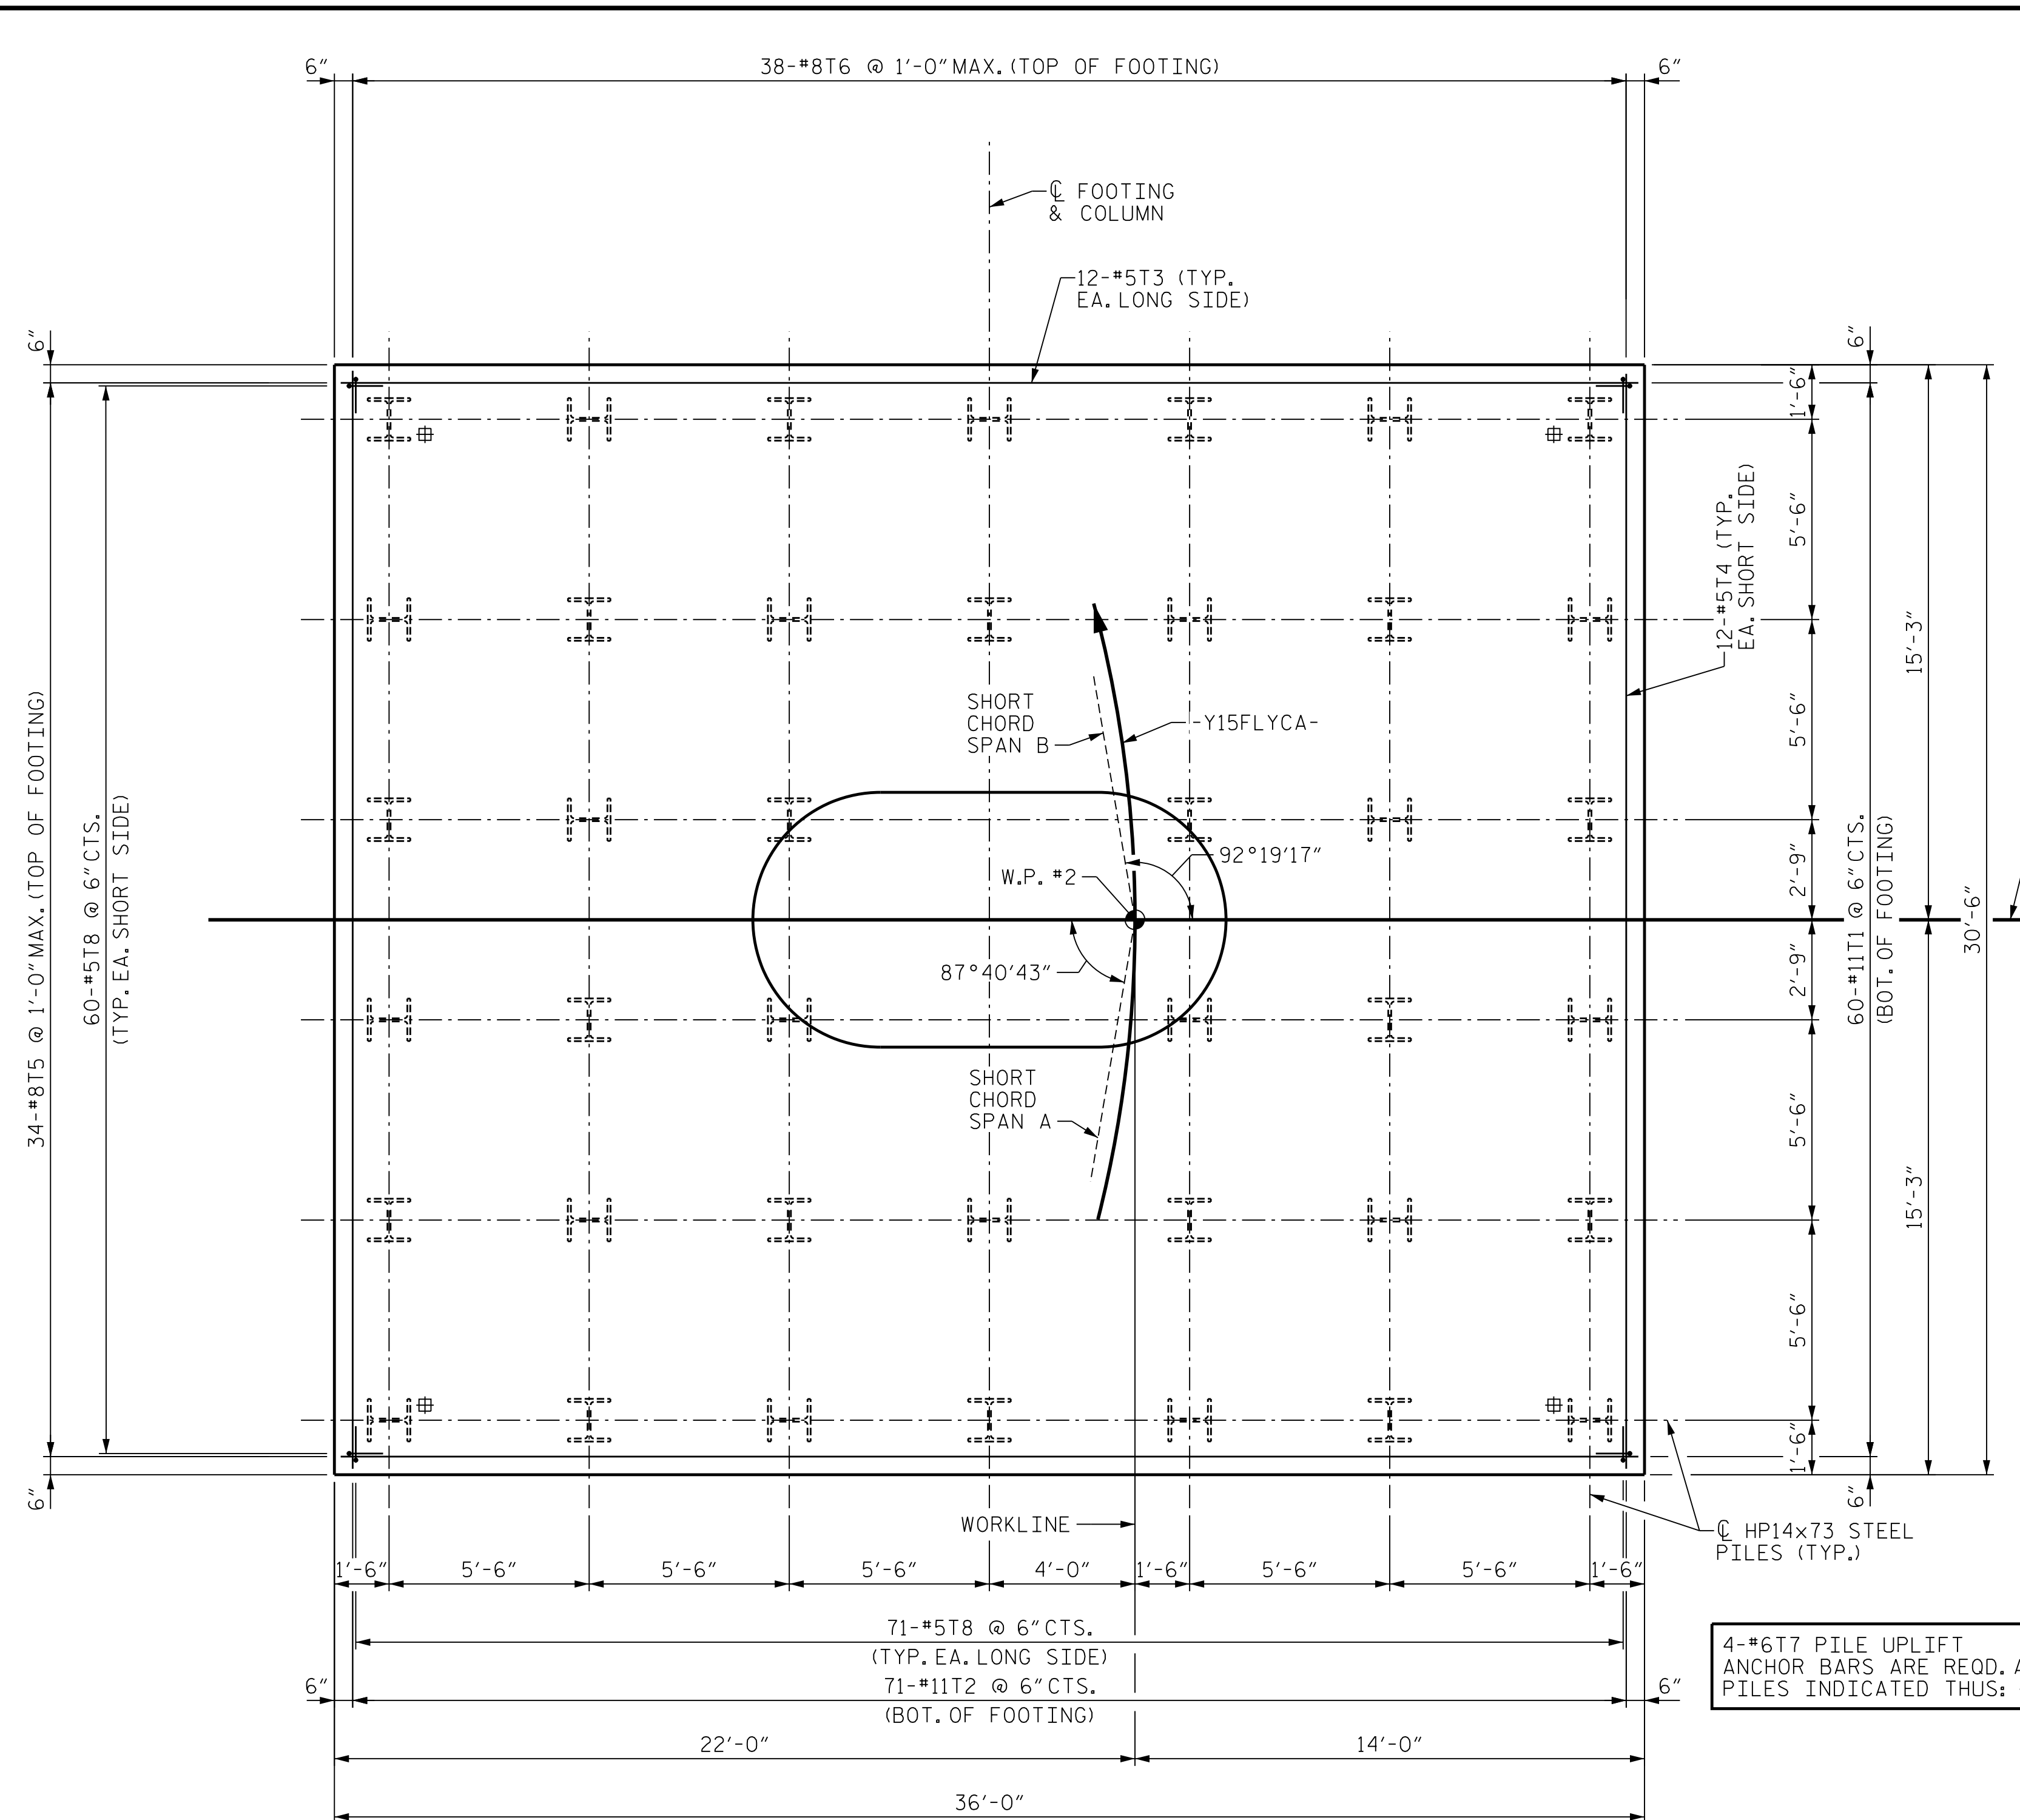 6″
38-#8T6 @ 1′-0″MAX.(TOP OF FOOTING)
6″
℄ FOOTING
& COLUMN
12-#5T3 (TYP.
EA.LONG SIDE)
6″
34-#8T5 @ 1′-0″MAX.(TOP OF FOOTING)
60-#5T8 @ 6″CTS.
(TYP.EA.SHORT SIDE)
6″
SHORT
CHORD
SPAN B
-Y15FLYCA-
W.P. #2
92°19′17″
87°40′43″
SHORT
CHORD
SPAN A
12-#5T4 (TYP.
EA.SHORT SIDE)
1′-6″
5′-6″
5′-6″
2′-9″
2′-9″
5′-6″
5′-6″
1′-6″
6″
60-#11T1 @ 6″CTS.
(BOT.OF FOOTING)
6″
15′-3″
15′-3″
30′-6″
WORKLINE
℄ HP14x73 STEEL
PILES (TYP.)
1′-6″
5′-6″
5′-6″
5′-6″
4′-0″
1′-6″
5′-6″
5′-6″
1′-6″
71-#5T8 @ 6″CTS.
(TYP.EA.LONG SIDE)
6″
71-#11T2 @ 6″CTS.
(BOT.OF FOOTING)
6″
22′-0″
14′-0″
36′-0″
4-#6T7 PILE UPLIFT
ANCHOR BARS ARE REQD.
PILES INDICATED THUS: